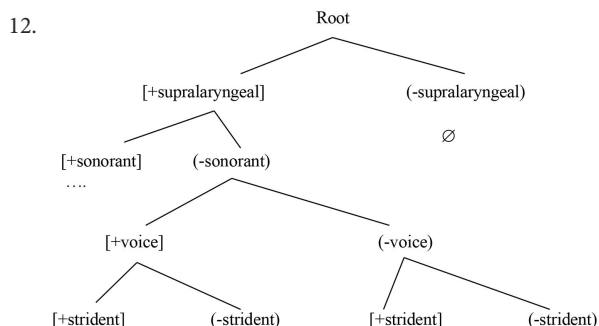 12.
Root
[+supralaryngeal] (-supralaryngeal)
∅
[+sonorant] (-sonorant)
....
[+voice] (-voice)
[+strident] (-strident) [+strident] (-strident)